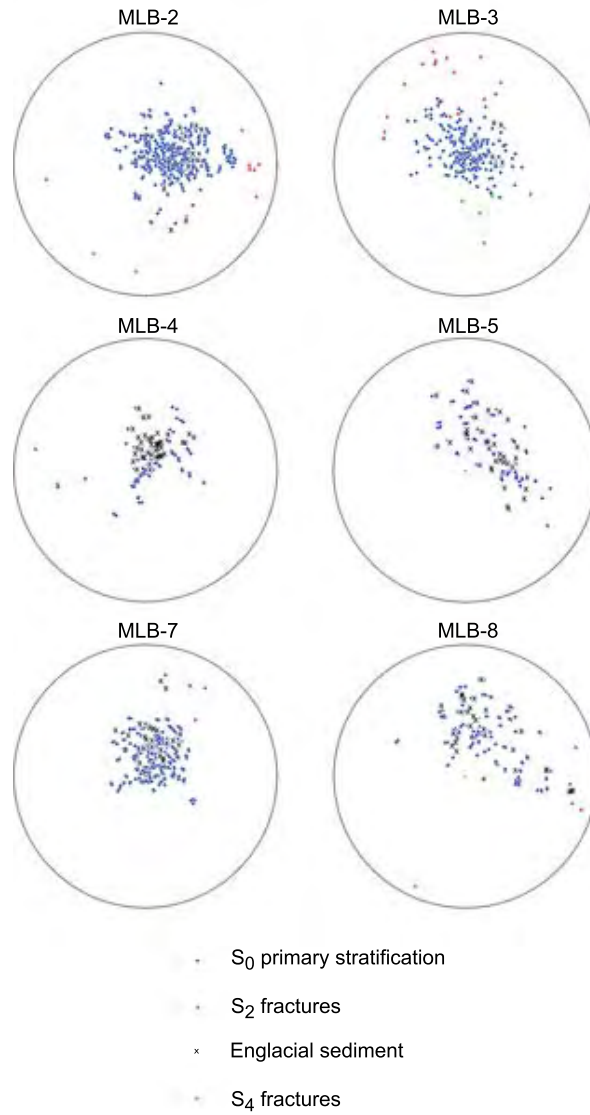 MLB-2
MLB-3
MLB-4
MLB-5
MLB-7
MLB-8
S0 primary stratification
S2 fractures
Englacial sediment
S4 fractures